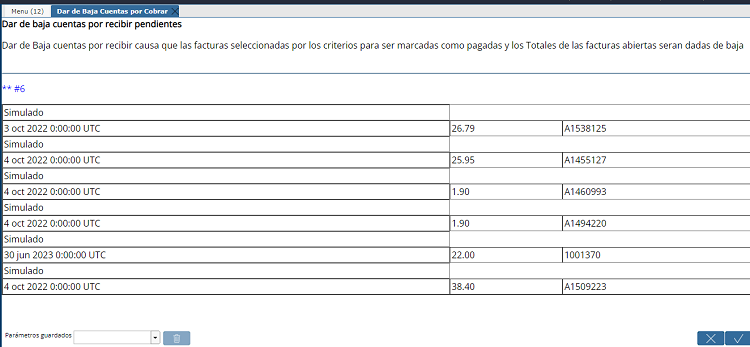 Menu (12) Dar de Baja Cuentas por Cobrar
Dar de baja cuentas por recibir pendientes
Dar de Baja cuentas por recibir causa que las facturas seleccionadas por los criterios para ser marcadas como pagadas y los Totales de las facturas abiertas seran dadas de baja
** #6
Simulado
3 oct 2022 0:00:00 UTC 26.79 A1538125
Simulado
4 oct 2022 0:00:00 UTC 25.95 A1455127
Simulado
4 oct 2022 0:00:00 UTC 1.90 A1460993
Simulado
4 oct 2022 0:00:00 UTC 1.90 A1494220
Simulado
30 jun 2023 0:00:00 UTC 22.00 1001370
Simulado
4 oct 2022 0:00:00 UTC 38.40 A1509223
Parámetros guardados